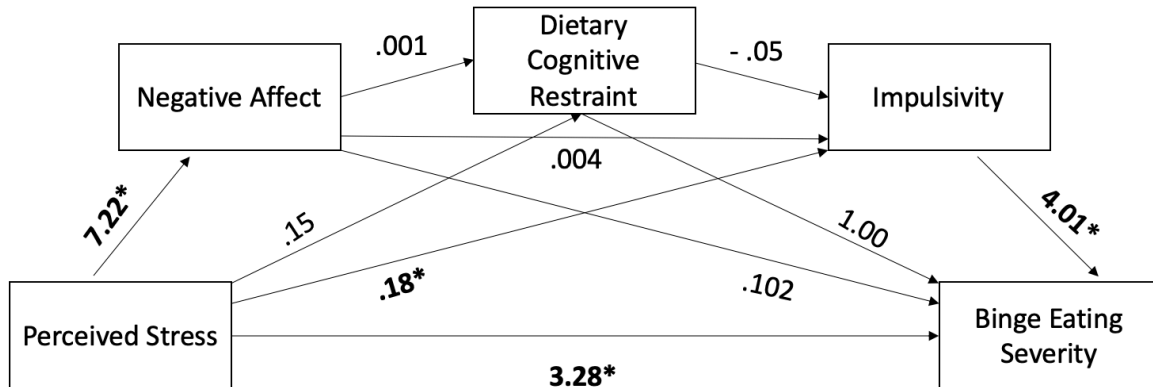 Dietary
Cognitive
Restraint
.001
- .05
Negative Affect
Impulsivity
.004
7.22*
.15
.18*
1.00
4.01*
.102
Perceived Stress
Binge Eating
Severity
3.28*